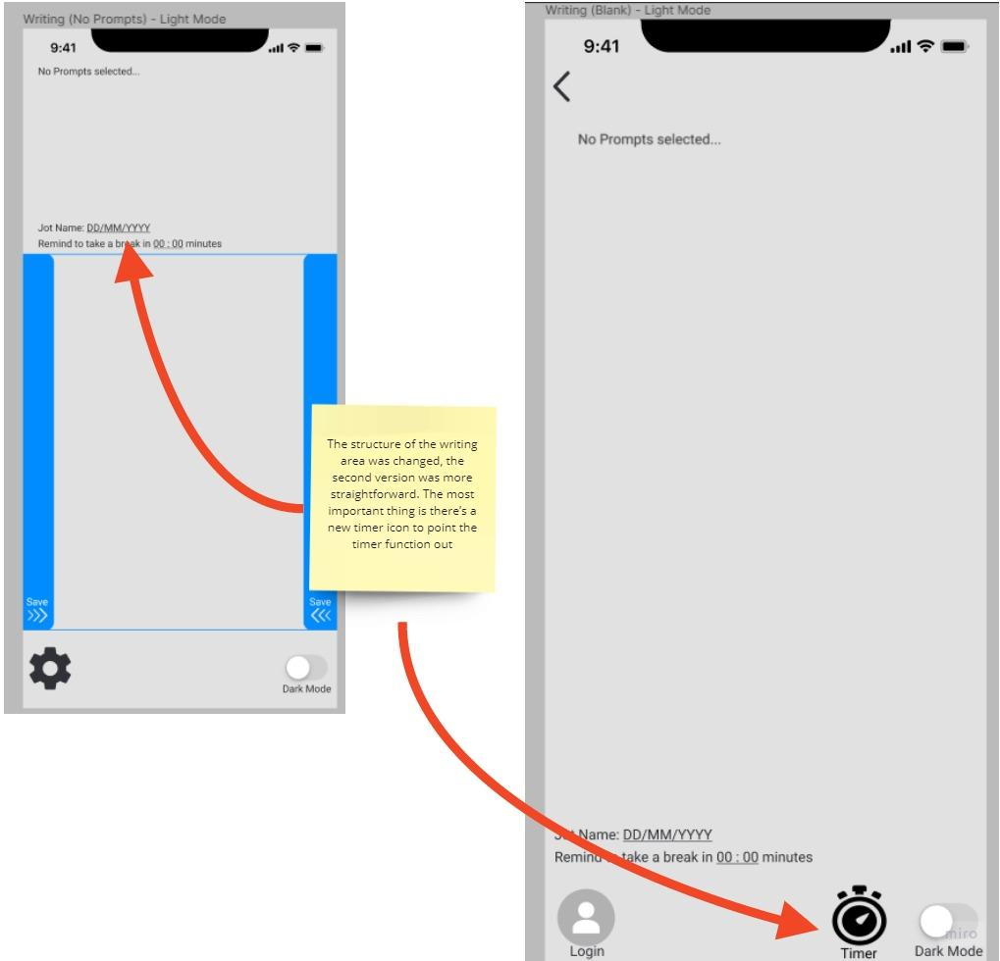 Writing (No Prompts) - Light Mode
9:41
No Prompts selected...
Jot Name: DD/MM/YYYY
Remind to take a break in 00 : 00 minutes
Save
Save
Dark Mode
The structure of the writing
area was changed, the
second version was more
straightforward. The most
important thing is there's a
new timer icon to point the
timer function out
Writing (Blank) - Light Mode
9:41
No Prompts selected...
Jot Name: DD/MM/YYYY
Remind to take a break in 00 : 00 minutes
Login
Timer
miro
Dark Mode